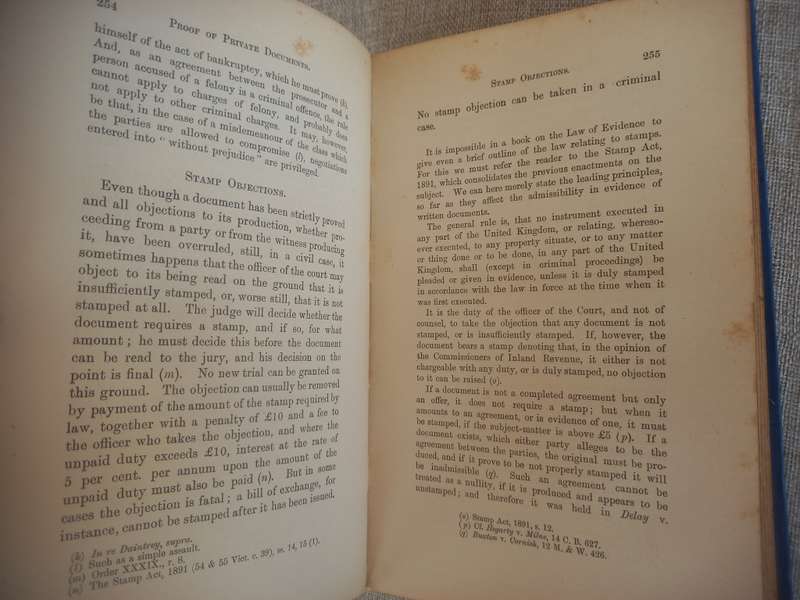 254
PROOF OF PRIVATE DOCUMENTS.
himself of the act of bankruptcy, which he must prove (k).
And, as an agreement between the prosecutor and a
person accused of a felony is a criminal offence, the rule
cannot apply to charges of felony, and probably does
not apply to other criminal charges. It may, however,
be that, in the case of a misdemeanour of the class which
the parties are allowed to compromise (l), negotiations
entered into "without prejudice" are privileged.
STAMP OBJECTIONS.
Even though a document has been strictly proved
and all objections to its production, whether pro-
ceeding from a party or from the witness producing
it, have been overruled, still, in a civil case, it
sometimes happens that the officer of the court may
object to its being read on the ground that it is
insufficiently stamped, or, worse still, that it is not
stamped at all. The judge will decide whether the
document requires a stamp, and if so, for what
amount; he must decide this before the document
can be read to the jury, and his decision on the
point is final (m). No new trial can be granted on
this ground. The objection can usually be removed
by payment of the amount of the stamp required by
law, together with a penalty of £10 and a fee to
the officer who takes the objection, and where the
unpaid duty exceeds £10, interest at the rate of
5 per cent. per annum upon the amount of the
unpaid duty must also be paid (n). But in some
cases the objection is fatal; a bill of exchange, for
instance, cannot be stamped after it has been issued.
(k) In re Daintrey, supra.
(l) Such as a simple assault.
(m) Order XXXIX., r. 8.
(n) The Stamp Act, 1891 (54 & 55 Vict. c. 39), ss. 14, 15 (1).
STAMP OBJECTIONS.
255
No stamp objection can be taken in a criminal
case.
It is impossible in a book on the Law of Evidence to
give even a brief outline of the law relating to stamps.
For this we must refer the reader to the Stamp Act,
1891, which consolidates the previous enactments on the
subject. We can here merely state the leading principles,
so far as they affect the admissibility in evidence of
written documents.
The general rule is, that no instrument executed in
any part of the United Kingdom, or relating, whereso-
ever executed, to any property situate, or to any matter
or thing done or to be done, in any part of the United
Kingdom, shall (except in criminal proceedings) be
pleaded or given in evidence, unless it is duly stamped
in accordance with the law in force at the time when it
was first executed.
It is the duty of the officer of the Court, and not of
counsel, to take the objection that any document is not
stamped, or is insufficiently stamped. If, however, the
document bears a stamp denoting that, in the opinion of
the Commissioners of Inland Revenue, it either is not
chargeable with any duty, or is duly stamped, no objection
to it can be raised (o).
If a document is not a completed agreement but only
an offer, it does not require a stamp; but when it
amounts to an agreement, or is evidence of one, it must
be stamped, if the subject-matter is above £5 (p). If a
document exists, which either party alleges to be the
agreement between the parties, the original must be pro-
duced, and if it prove to be not properly stamped it will
be inadmissible (q). Such an agreement cannot be
treated as a nullity, if it is produced and appears to be
unstamped; and therefore it was held in Delay v.
(o) Stamp Act, 1891, s. 12.
(p) Cf. Hegarty v. Milne, 14 C. B. 627.
(q) Buxton v. Cornish, 12 M. & W. 426.